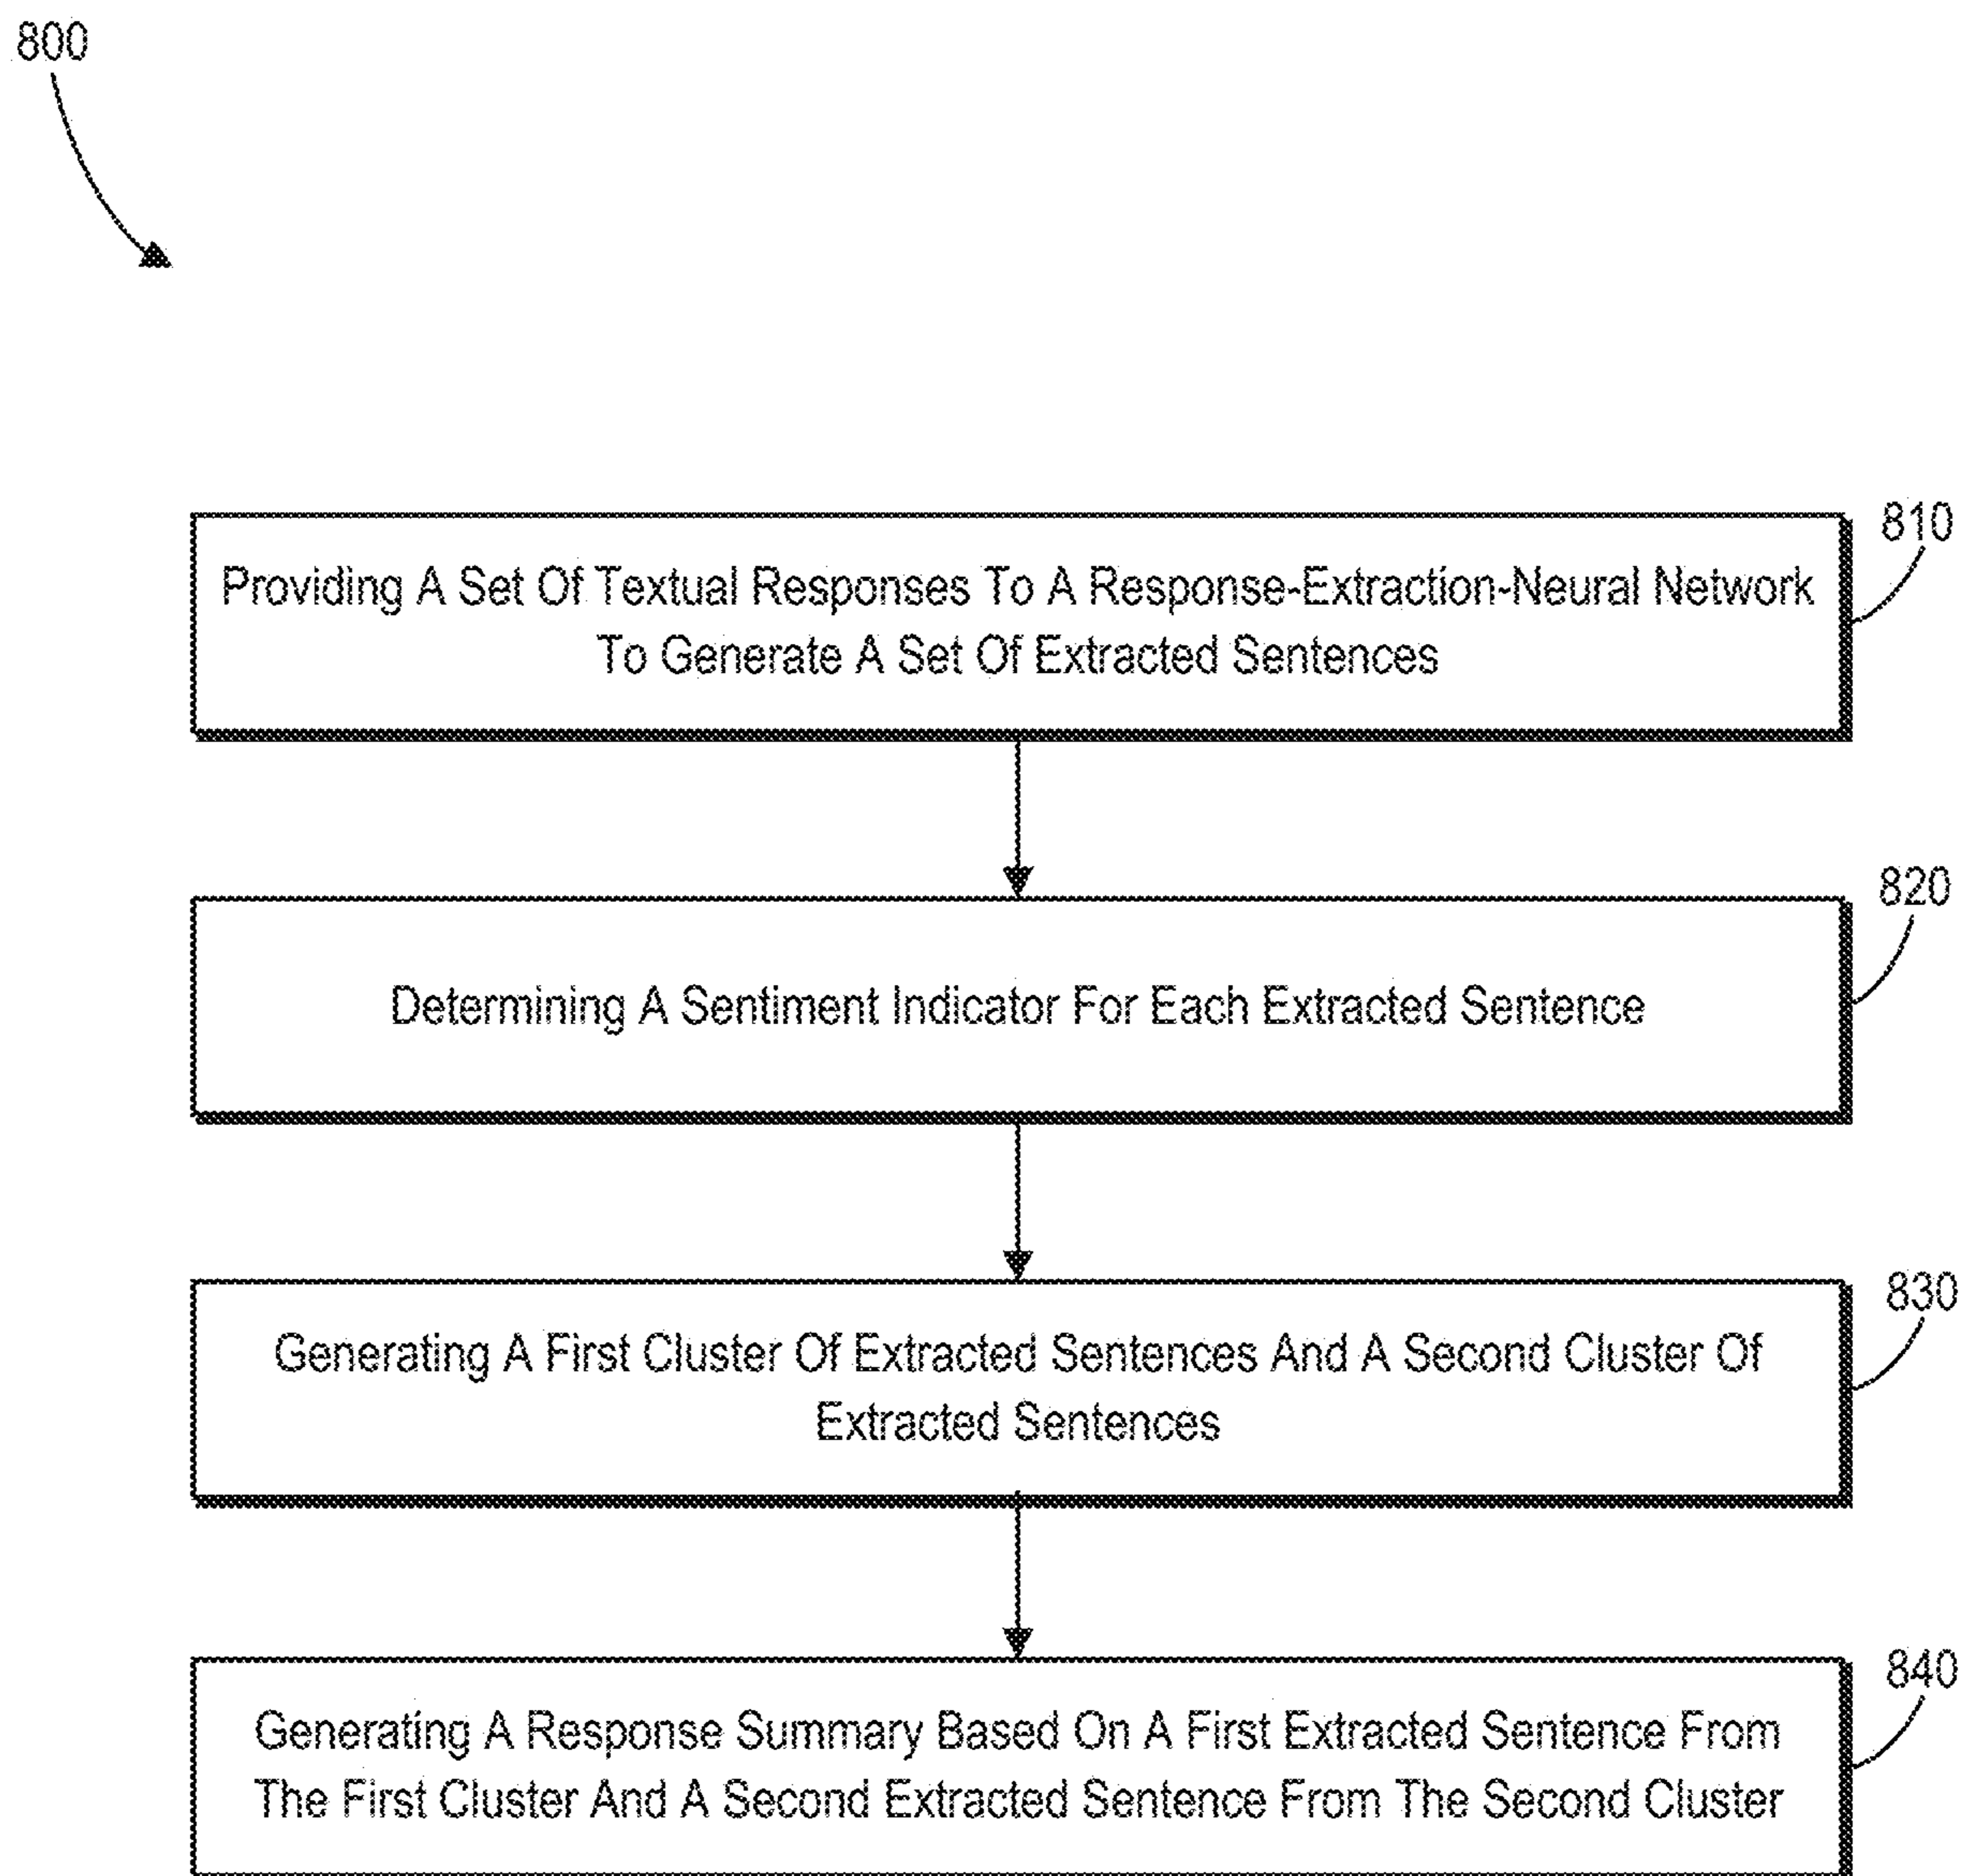 800
810
Providing A Set Of Textual Responses To A Response-Extraction-Neural Network
To Generate A Set Of Extracted Sentences
820
Determining A Sentiment Indicator For Each Extracted Sentence
830
Generating A First Cluster Of Extracted Sentences And A Second Cluster Of
Extracted Sentences
840
Generating A Response Summary Based On A First Extracted Sentence From
The First Cluster And A Second Extracted Sentence From The Second Cluster